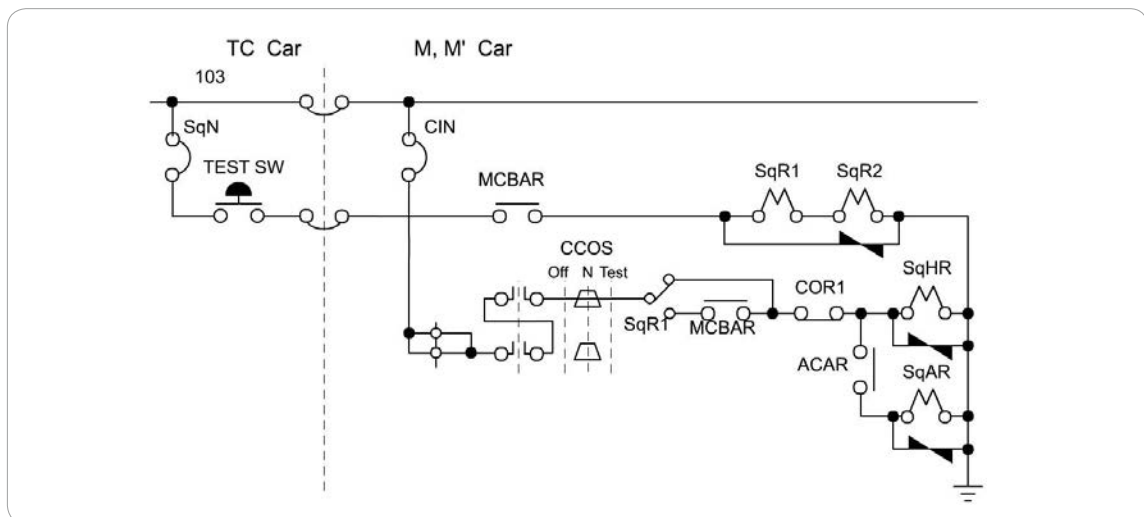 TC Car
M, M' Car
103
SqN
CIN
TEST SW
MCBAR
SqR1
SqR2
CCOS
Off N Test
SqHR
COR1
SqR1
MCBAR
ACAR
SqAR